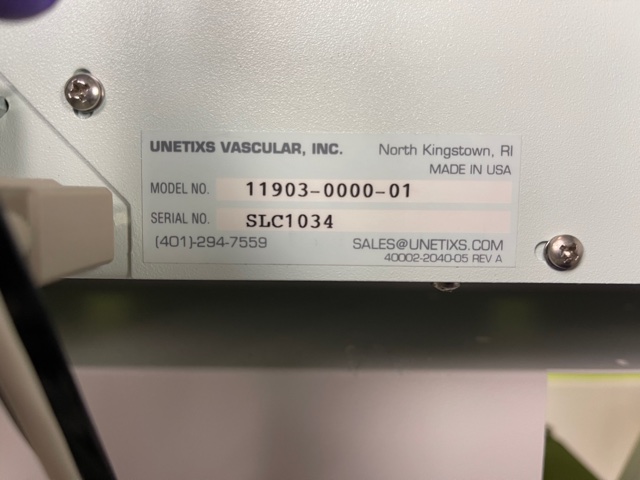 UNETIXS VASCULAR, INC. North Kingstown, RI
MADE IN USA
MODEL NO. 11903-0000-01
SERIAL NO. SLC1034
(401)-294-7559 SALES@UNETIXS.COM
40002-2040-05 REV A